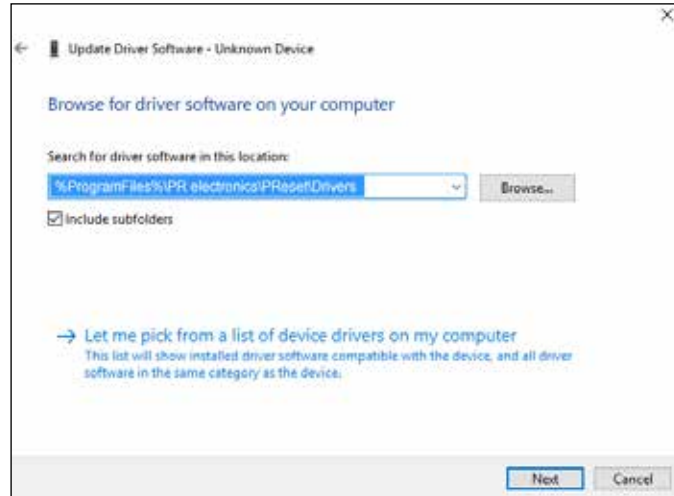 Update Driver Software - Unknown Device
Browse for driver software on your computer
Search for driver software in this location:
%ProgramFiles%\PR electronics\PReset\Drivers
Browse...
Include subfolders
Let me pick from a list of device drivers on my computer
This list will show installed driver software compatible with the device, and all driver
software in the same category as the device.
Next
Cancel